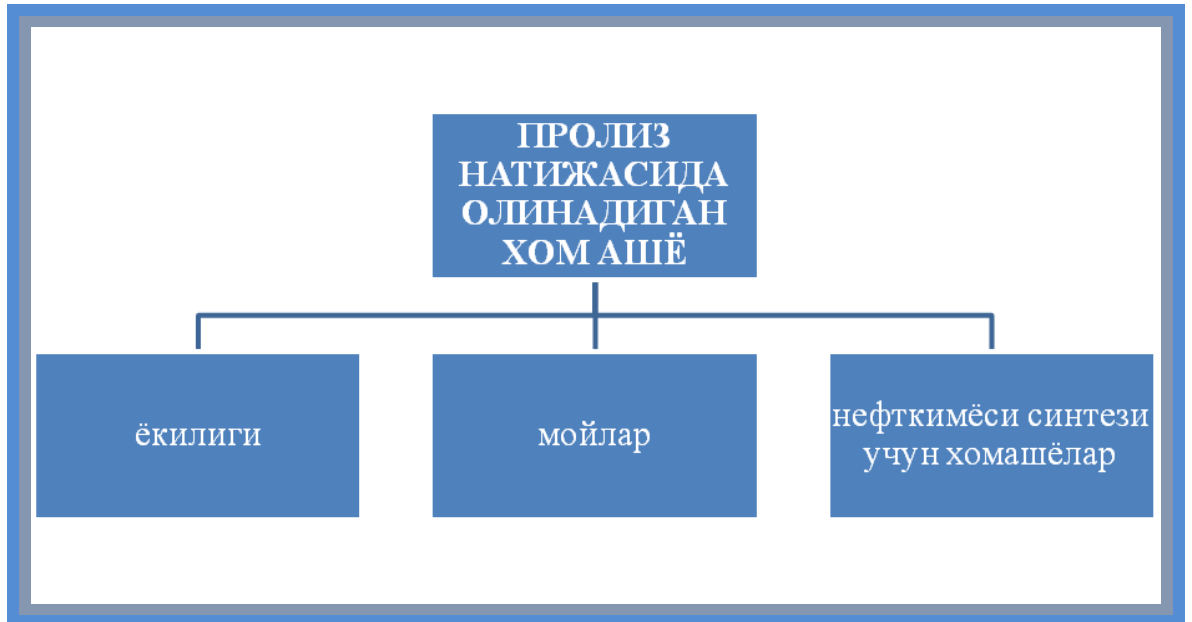 ПРОЛИЗ
НАТИЖАСИДА
ОЛИНАДИГАН
ХОМ АШЁ
ёкилиги
мойлар
нефткимёси синтези
учун хомашёлар